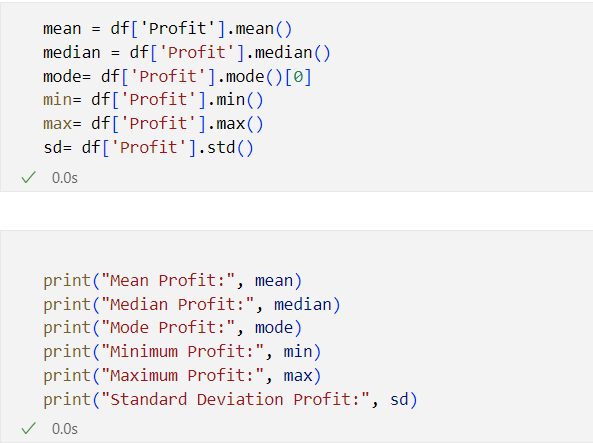 mean = df['Profit'].mean()
median = df['Profit'].median()
mode= df['Profit'].mode()[0]
min= df['Profit'].min()
max= df['Profit'].max()
sd= df['Profit'].std()
0.0s
print("Mean Profit:", mean)
print("Median Profit:", median)
print("Mode Profit:", mode)
print("Minimum Profit:", min)
print("Maximum Profit:", max)
print("Standard Deviation Profit:", sd)
0.0s